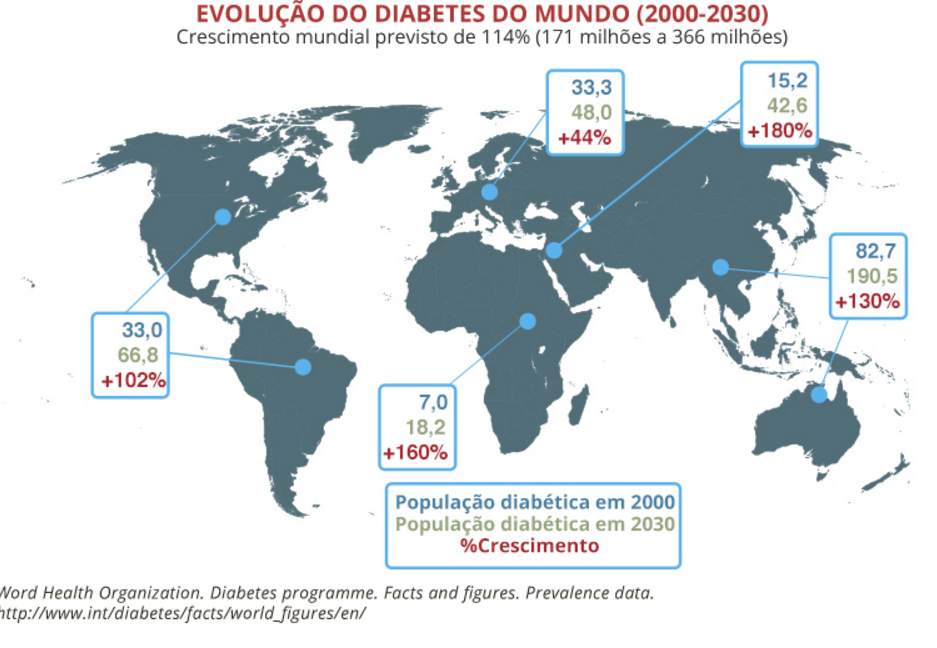 EVOLUÇÃO DO DIABETES DO MUNDO (2000-2030)
Crescimento mundial previsto de 114% (171 milhões a 366 milhões)
33,3
48,0
+44%
15,2
42,6
+180%
82,7
190,5
+130%
33,0
66,8
+102%
7,0
18,2
+160%
População diabética em 2000
População diabética em 2030
%Crescimento
Word Health Organization. Diabetes programme. Facts and figures. Prevalence data.
http://www.int/diabetes/facts/world_figures/en/